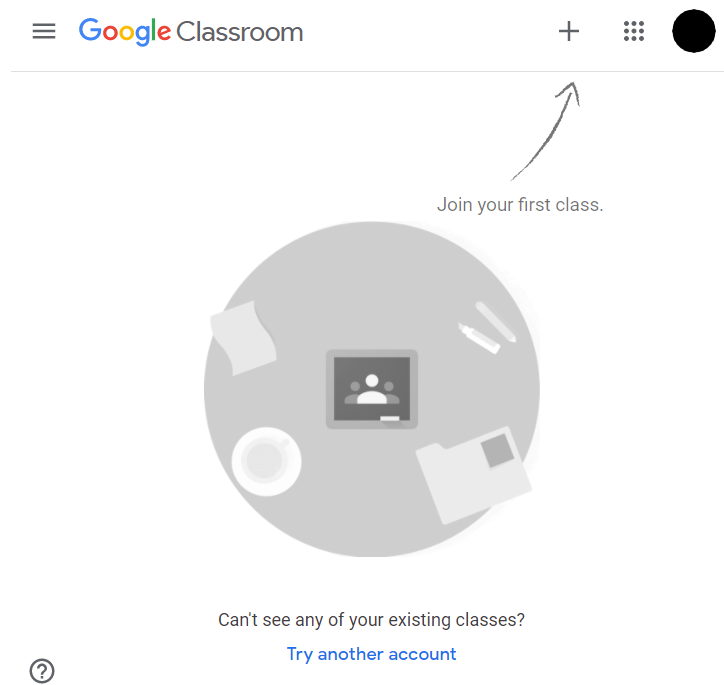 Google Classroom
Join your first class.
Can't see any of your existing classes?
Try another account